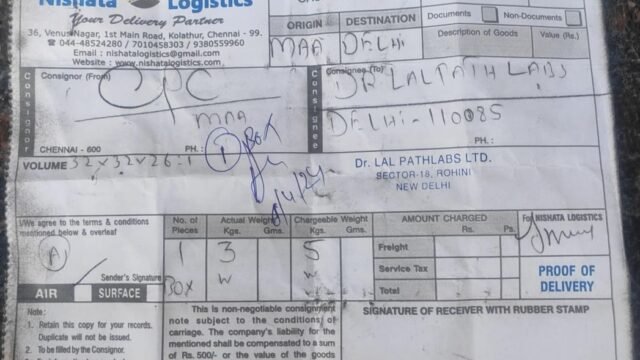 Nishata Logistics
Your Delivery Partner
36, Venus Nagar, 1st Main Road, Kolathur, Chennai - 99.
☎ 044-48524280 / 7010458303 / 9380559960
Email : nishatalogistics@gmail.com
Website : www.nishatalogistics.com
ORIGIN DESTINATION
MAA DELHI
Documents Non-Documents
Description of Goods Value (Rs.)
Consignor
Consignor (From)
CPC
MAA
CHENNAI - 600 PH. :
Consignee
Consignee (To)
DR LAL PATH LABS
DELHI-110085
PH. :
VOLUME 32x32x26:1
1 BOX
Dr. LAL PATHLABS LTD.
SECTOR-18, ROHINI
NEW DELHI
I/We agree to the terms & conditions
mentioned below & overleaf
A
Sender's Signature
AIR SURFACE
No. of Pieces Actual Weight Chargeable Weight
Kgs. Gms. Kgs. Gms.
1 3 5
BOX W W
AMOUNT CHARGED
Rs. Ps.
Freight
Service Tax
Total
For NISHATA LOGISTICS
PROOF OF
DELIVERY
Note :
1. Retain this copy for your records.
Duplicate will not be issued.
2. To be filled by the Consignor.
This is non-negotiable consignment
note subject to the conditions of
carriage. The company's liability for
the mentioned shall be compensated to a sum
of Rs. 500/- or the value of the goods
SIGNATURE OF RECEIVER WITH RUBBER STAMP